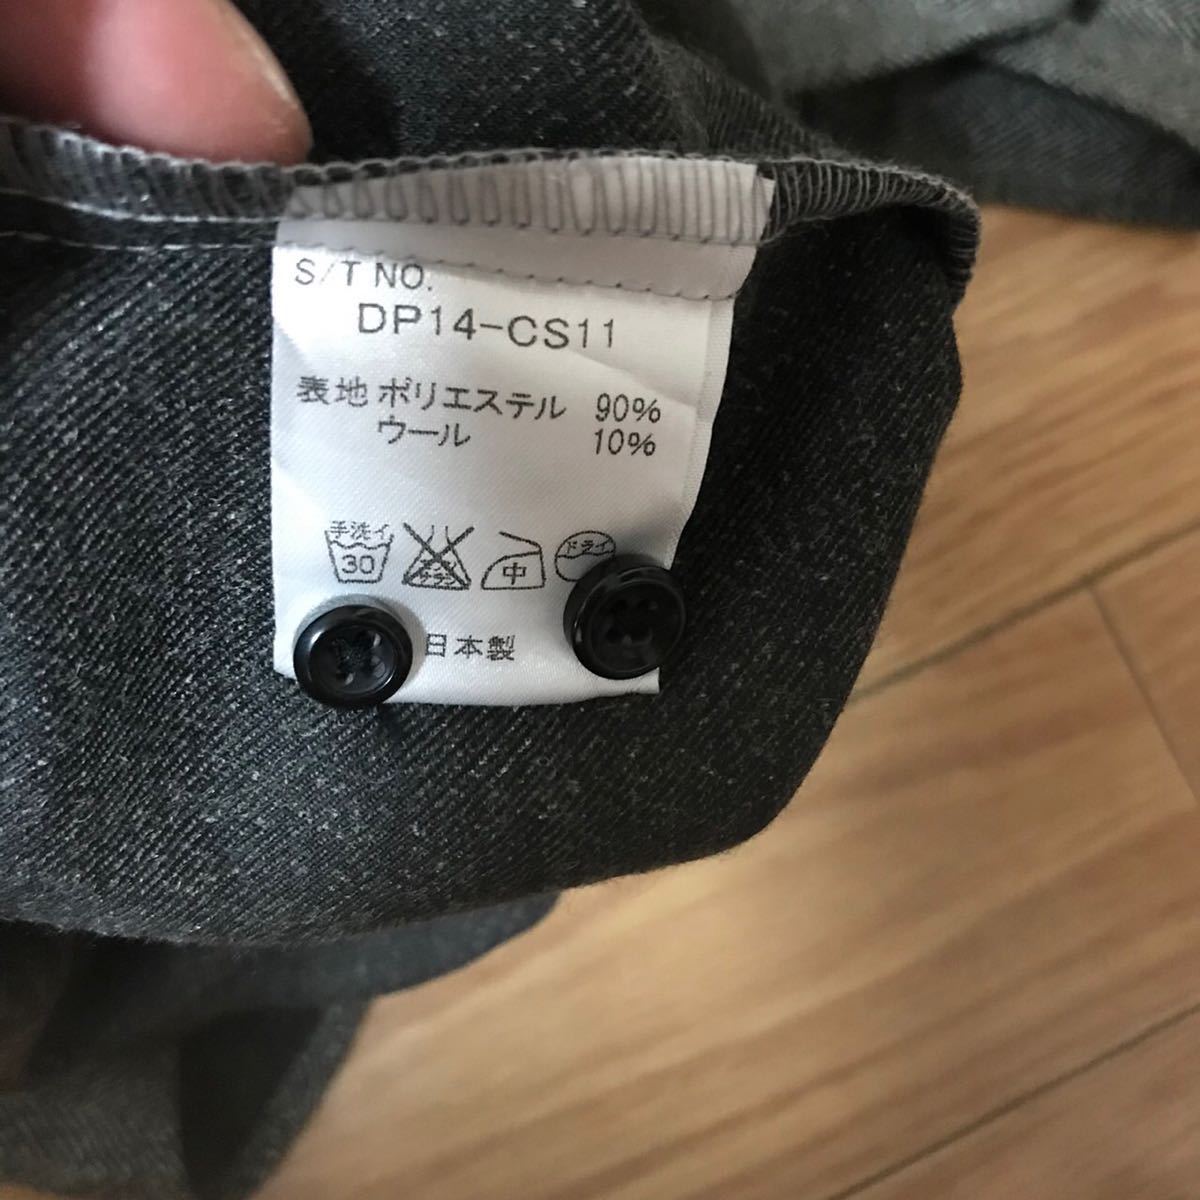 S/T NO.
DP14-CS11
表地 ポリエステル 90%
ウール 10%
手洗イ
30
中
ドライ
日本製